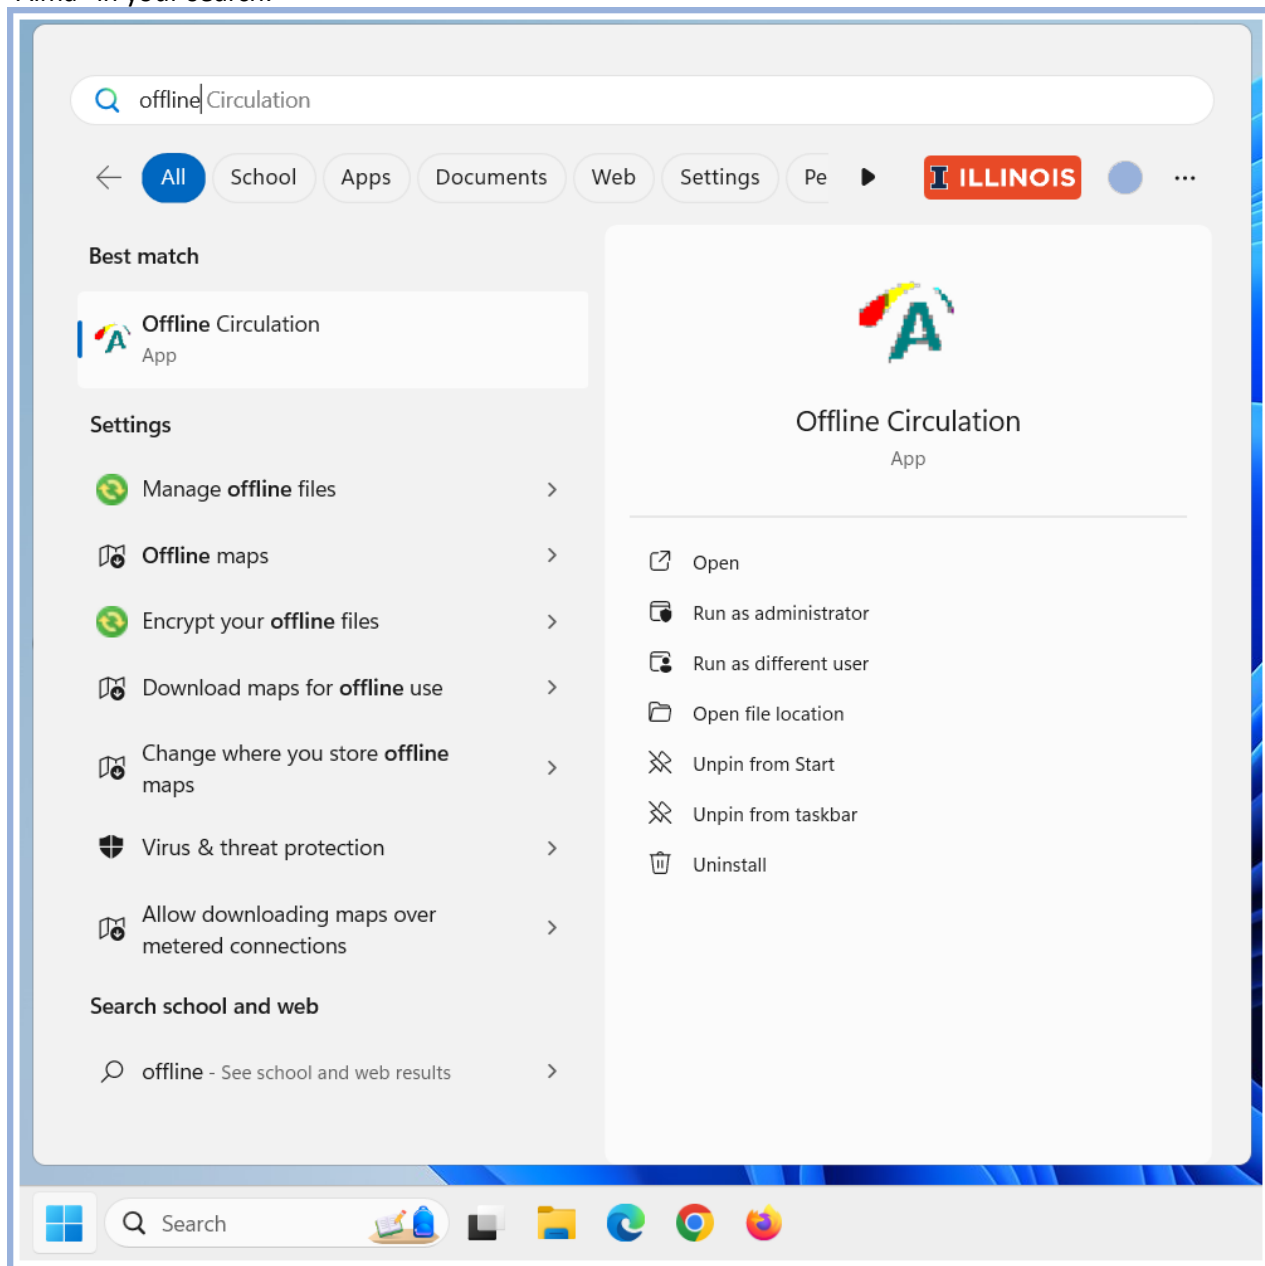 offline Circulation
All School Apps Documents Web Settings Pe ILLINOIS
Best match
Offline Circulation
App
Settings
Manage offline files
Offline maps
Encrypt your offline files
Download maps for offline use
Change where you store offline
maps
Virus & threat protection
Allow downloading maps over
metered connections
Search school and web
offline - See school and web results
Offline Circulation
App
Open
Run as administrator
Run as different user
Open file location
Unpin from Start
Unpin from taskbar
Uninstall
Search